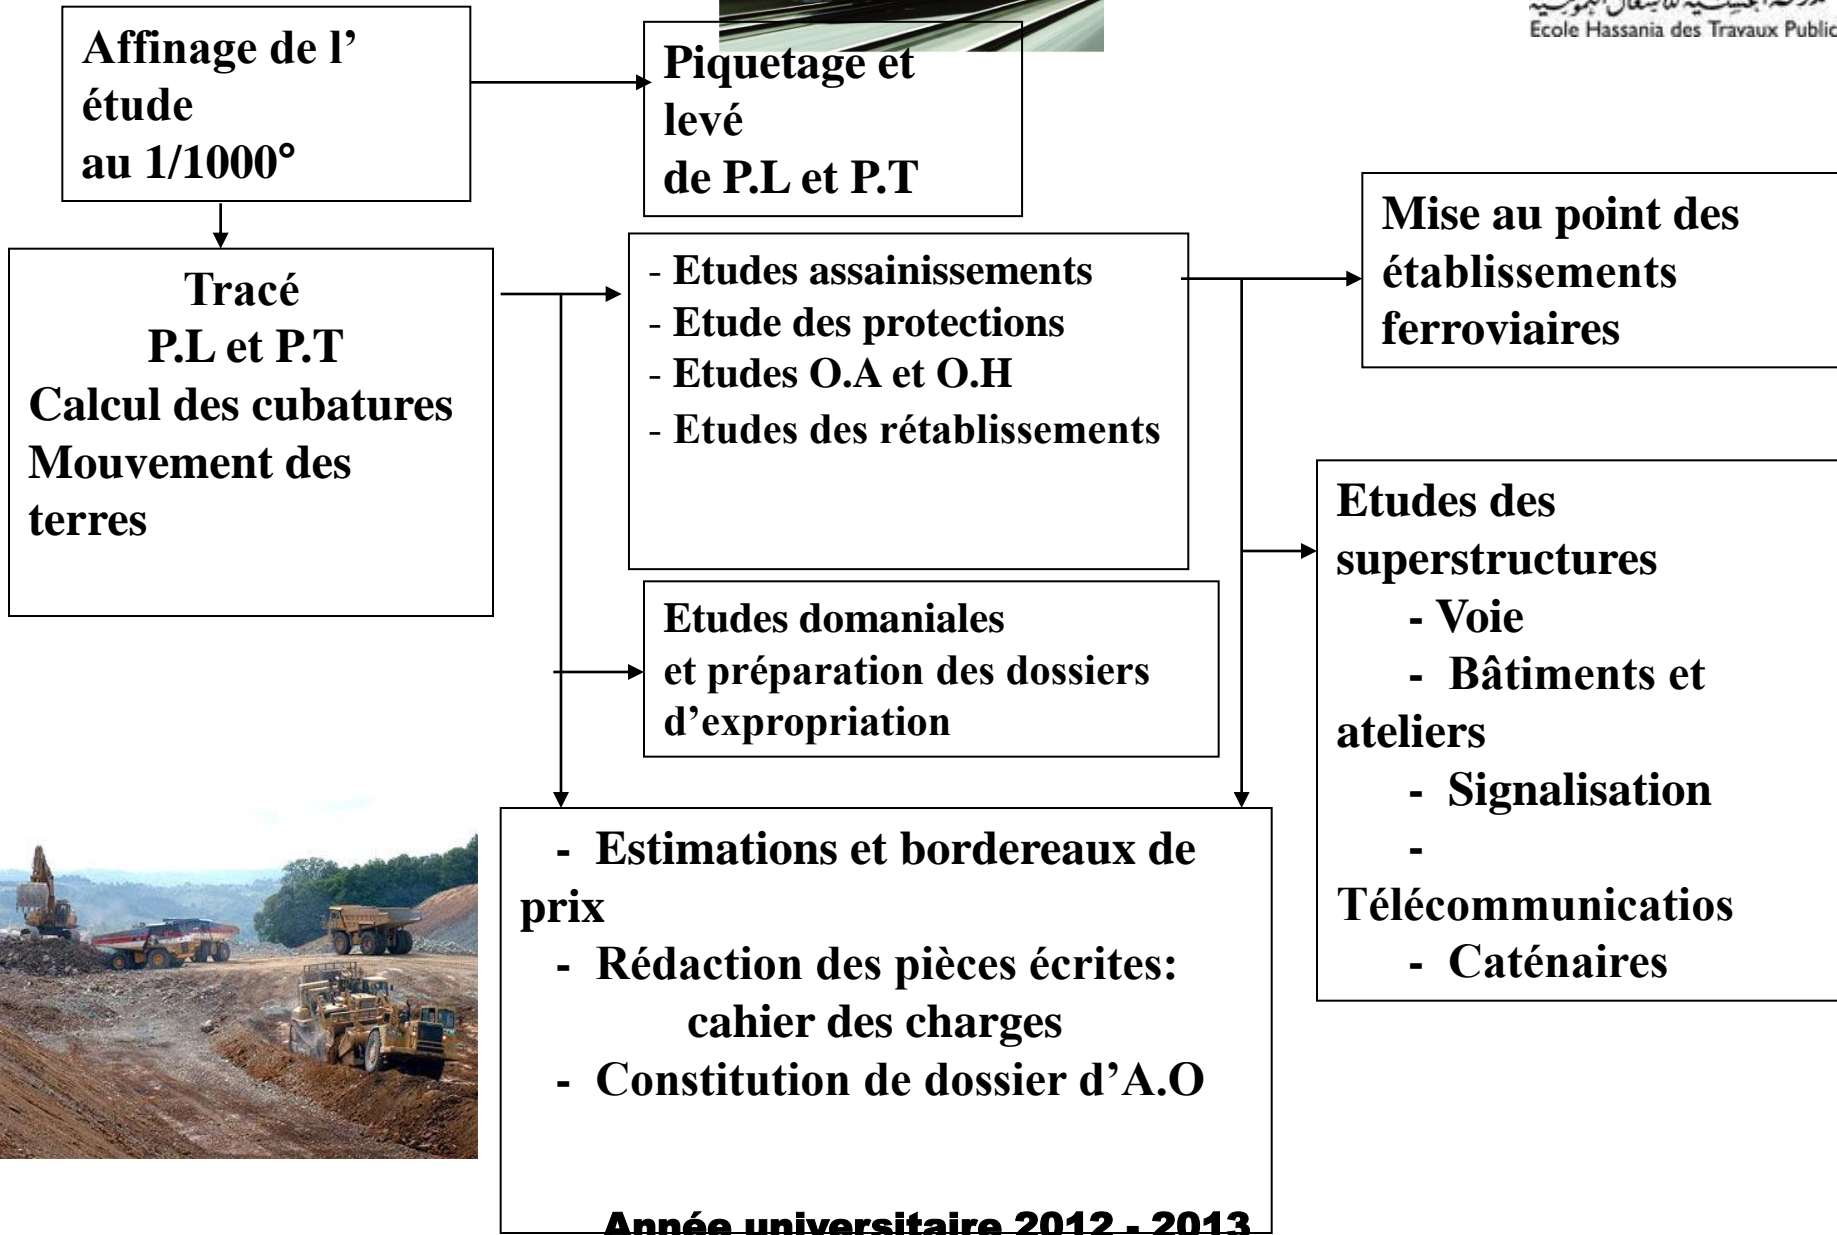 Ecole Hassania des Travaux Public
Affinage de l’
étude
au 1/1000°
Piquetage et
levé
de P.L et P.T
Tracé
P.L et P.T
Calcul des cubatures
Mouvement des
terres
- Etudes assainissements
- Etude des protections
- Etudes O.A et O.H
- Etudes des rétablissements
Mise au point des
établissements
ferroviaires
Etudes domaniales
et préparation des dossiers
d’expropriation
Etudes des
superstructures
- Voie
- Bâtiments et
ateliers
- Signalisation
-
Télécommunicatios
- Caténaires
- Estimations et bordereaux de
prix
- Rédaction des pièces écrites:
cahier des charges
- Constitution de dossier d’A.O
Année universitaire 2012 - 2013